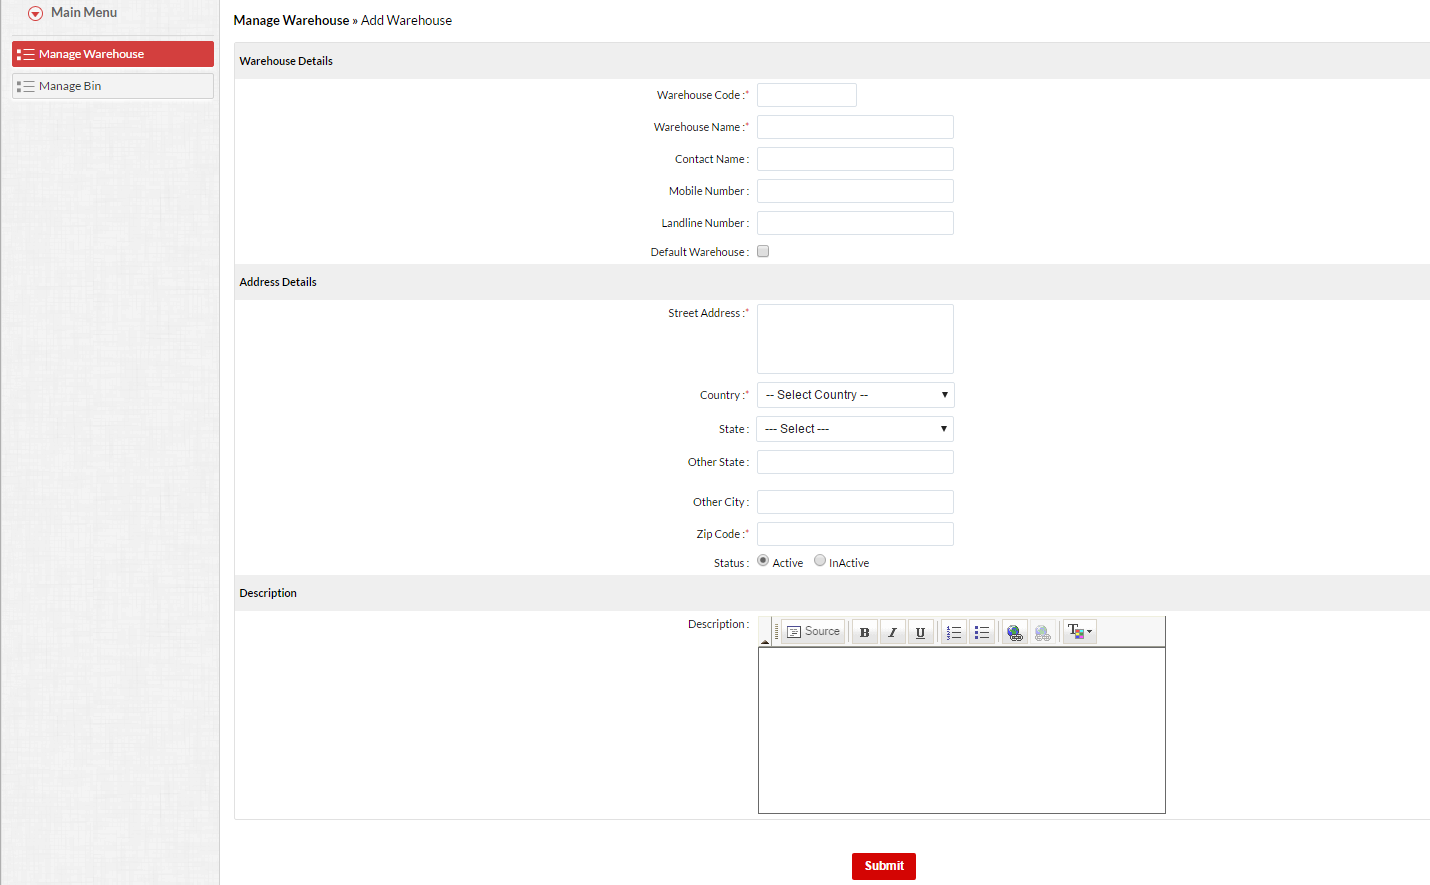 Main Menu
Manage Warehouse
Manage Bin
Manage Warehouse » Add Warehouse
Warehouse Details
Warehouse Code :*
Warehouse Name :*
Contact Name :
Mobile Number :
Landline Number :
Default Warehouse :
Address Details
Street Address :*
Country :* -- Select Country --
State : --- Select ---
Other State :
Other City :
Zip Code :*
Status : Active InActive
Description
Description : Source B I U
Submit